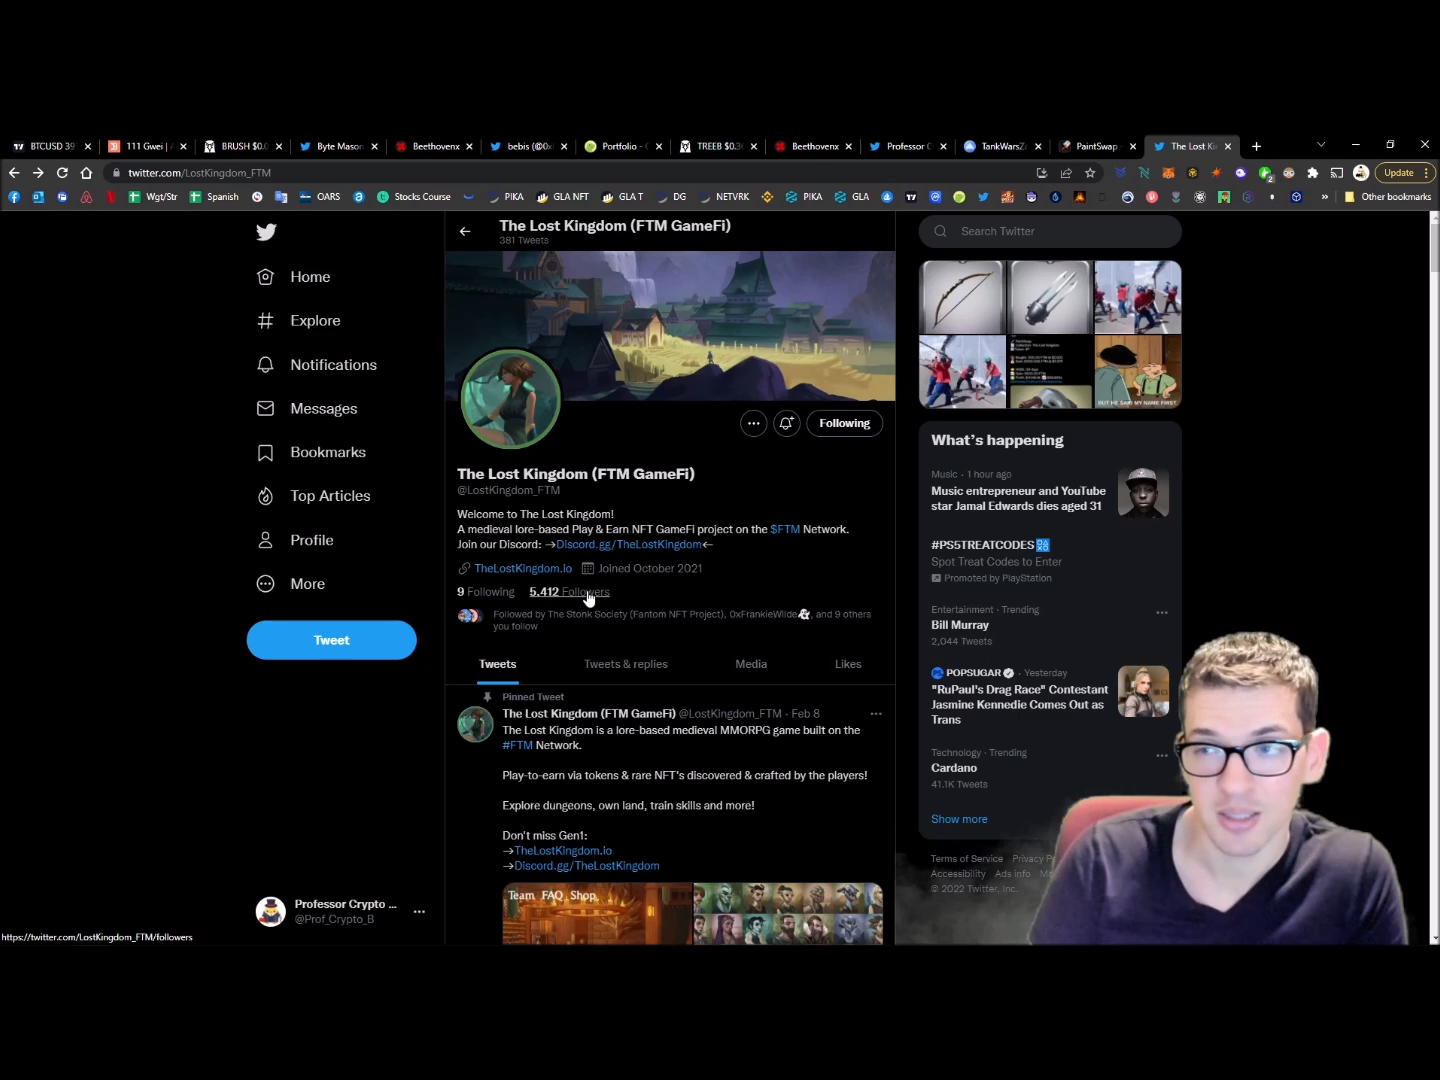 BTCUSD 39
111 Gwei |
BRUSH $0.0
Byte Mason
Beethovenx
bebis (@0x
Portfolio -
TREEB $0.3
Beethovenx
Professor C
TankWarsZ
PaintSwap
The Lost Ki
twitter.com/LostKingdom_FTM
Update
Wgt/Str
Spanish
OARS
Stocks Course
PIKA
GLA NFT
GLA T
DG
NETVRK
PIKA
GLA
Other bookmarks
The Lost Kingdom (FTM GameFi)
381 Tweets
Search Twitter
Home
Explore
Notifications
Messages
Bookmarks
Top Articles
Profile
More
Tweet
Professor Crypto ...
@Prof_Crypto_B
https://twitter.com/LostKingdom_FTM/followers
Following
The Lost Kingdom (FTM GameFi)
@LostKingdom_FTM
Welcome to The Lost Kingdom!
A medieval lore-based Play & Earn NFT GameFi project on the $FTM Network.
Join our Discord: →Discord.gg/TheLostKingdom←
TheLostKingdom.io Joined October 2021
9 Following 5,412 Followers
Followed by The Stonk Society (Fantom NFT Project), 0xFrankieWilde👻, and 9 others
you follow
Tweets
Tweets & replies
Media
Likes
Pinned Tweet
The Lost Kingdom (FTM GameFi) @LostKingdom_FTM · Feb 8
The Lost Kingdom is a lore-based medieval MMORPG game built on the
#FTM Network.
Play-to-earn via tokens & rare NFT's discovered & crafted by the players!
Explore dungeons, own land, train skills and more!
Don't miss Gen1:
→TheLostKingdom.io
→Discord.gg/TheLostKingdom
Team FAQ Shop
BUT HE SAID MY NAME FIRST
What's happening
Music · 1 hour ago
Music entrepreneur and YouTube
star Jamal Edwards dies aged 31
#PS5TREATCODES
Spot Treat Codes to Enter
Promoted by PlayStation
Entertainment · Trending
Bill Murray
2,044 Tweets
POPSUGAR · Yesterday
"RuPaul's Drag Race" Contestant
Jasmine Kennedie Comes Out as
Trans
Technology · Trending
Cardano
41.1K Tweets
Show more
Terms of Service Privacy
Accessibility Ads info
© 2022 Twitter, Inc.